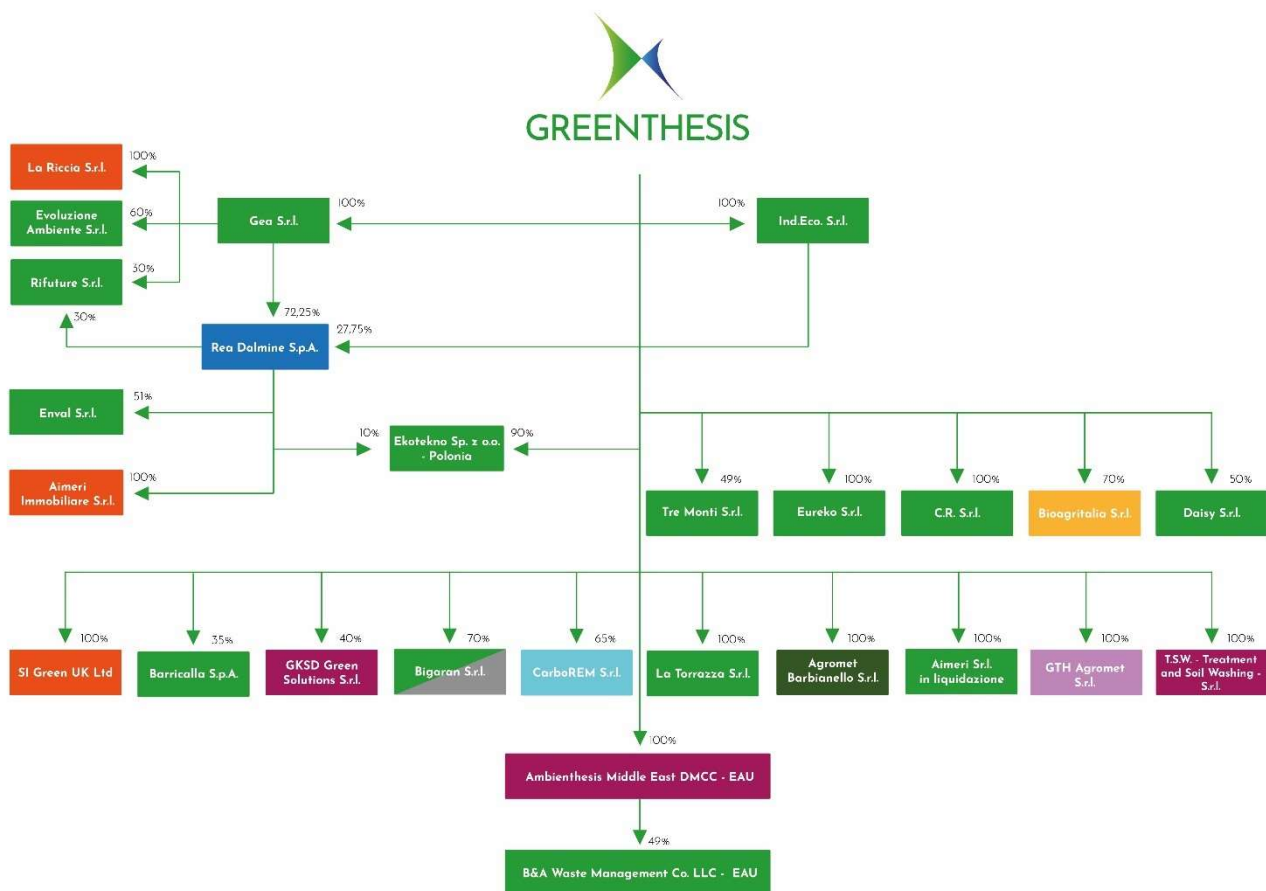 GREENTHESIS
La Riccia S.r.l.
100%
Evoluzione
Ambiente S.r.l.
60%
Gea S.r.l.
100%
100%
Ind.Eco. S.r.l.
Rifuture S.r.l.
30%
30%
72,25%
Rea Dalmine S.p.A.
27,75%
Enval S.r.l.
51%
10%
Ekotekno Sp. z o.o.
- Polonia
90%
Aimeri
Immobiliare S.r.l.
100%
49%
Tre Monti S.r.l.
100%
Eureko S.r.l.
100%
C.R. S.r.l.
70%
Bioagritalia S.r.l.
50%
Daisy S.r.l.
100%
SI Green UK Ltd
35%
Barricalla S.p.A.
40%
GKSD Green
Solutions S.r.l.
70%
Bigaran S.r.l.
65%
CarboREM S.r.l.
100%
La Torrazza S.r.l.
100%
Agromet
Barbianello S.r.l.
100%
Aimeri Srl.
in liquidazione
100%
GTH Agromet
S.r.l.
100%
T.S.W. - Treatment
and Soil Washing -
S.r.l.
100%
Ambienthesis Middle East DMCC - EAU
49%
B&A Waste Management Co. LLC - EAU